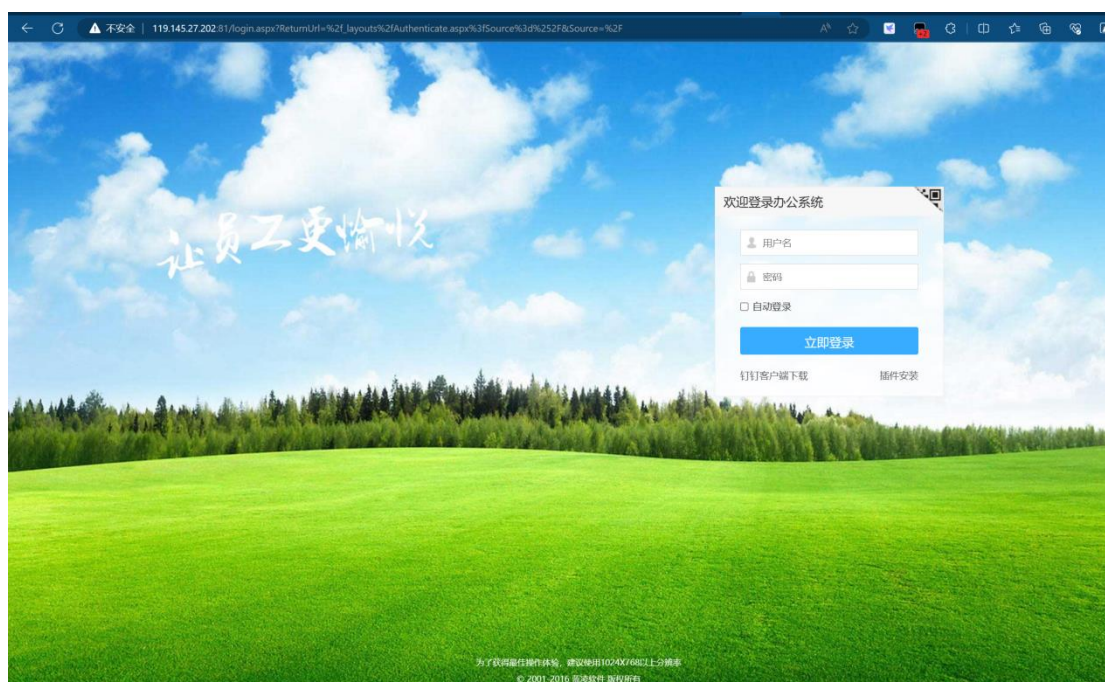 不安全 | 119.145.27.202:81/login.aspx?ReturnUrl=%2f_layouts%2fAuthenticate.aspx%3fSource%3d%252F&Source=%2F
让员工更愉悦
欢迎登录办公系统
用户名
密码
自动登录
立即登录
钉钉客户端下载 插件安装
为了获得最佳操作体验，建议使用1024X768以上分辨率
© 2001-2016 蓝凌软件 版权所有